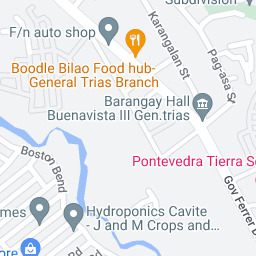 Subdivision
F/n auto shop
Karangalan St
Pag-asa St
Boodle Bilao Food hub-
General Trias Branch
Barangay Hall
Buenavista III Gen.trias
Boston Bend
Pontevedra Tierra S
Gov Ferrer
Hydroponics Cavite
- J and M Crops and...
mes
ore